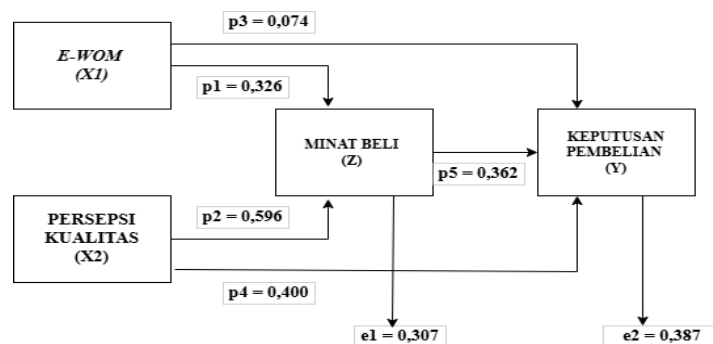 p3 = 0,074
E-WOM
(X1)
p1 = 0,326
MINAT BELI
(Z)
KEPUTUSAN
PEMBELIAN
(Y)
p5 = 0,362
PERSEPSI
KUALITAS
(X2)
p2 = 0,596
p4 = 0,400
e1 = 0,307
e2 = 0,387